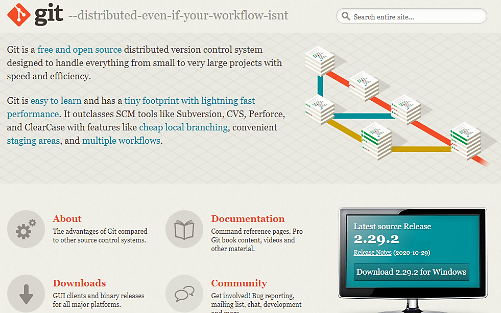 git --distributed-even-if-your-workflow-isnt
Search entire site...
Git is a free and open source distributed version control system
designed to handle everything from small to very large projects with
speed and efficiency.
Git is easy to learn and has a tiny footprint with lightning fast
performance. It outclasses SCM tools like Subversion, CVS, Perforce,
and ClearCase with features like cheap local branching, convenient
staging areas, and multiple workflows.
About
The advantages of Git compared
to other source control systems.
Documentation
Command reference pages, Pro
Git book content, videos and
other material.
Downloads
GUI clients and binary releases
for all major platforms.
Community
Get involved! Bug reporting,
mailing list, chat, development
and more.
Latest source Release
2.29.2
Release Notes (2020-10-29)
Download 2.29.2 for Windows